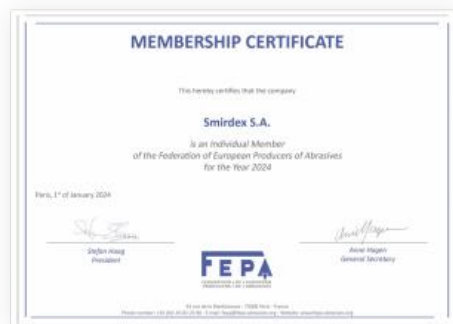 MEMBERSHIP CERTIFICATE
This hereby certifies that the company
Smirdex S.A.
is an Individual Member
of the Federation of European Producers of Abrasives
for the Year 2024
Paris, 1st of January 2024
Stefan Haag
President
Anne Hagen
General Secretary
FEPA